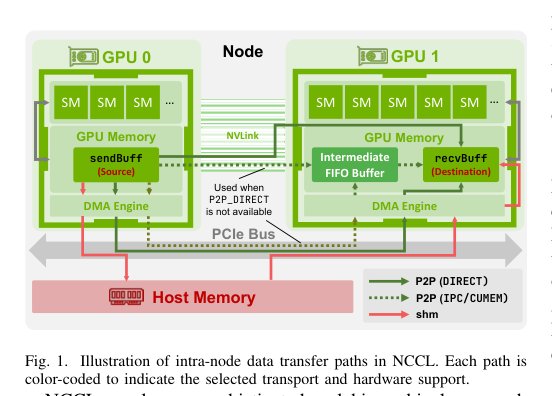 Node
GPU 0
GPU 1
SM SM SM ...
SM SM SM SM SM ...
GPU Memory
NVLink
GPU Memory
sendBuff
(Source)
Intermediate
FIFO Buffer
recvBuff
(Destination)
Used when
P2P_DIRECT
is not available
DMA Engine
DMA Engine
PCIe Bus
Host Memory
P2P (DIRECT)
P2P (IPC/CUMEM)
shm
Fig. 1. Illustration of intra-node data transfer paths in NCCL. Each path is
color-coded to indicate the selected transport and hardware support.